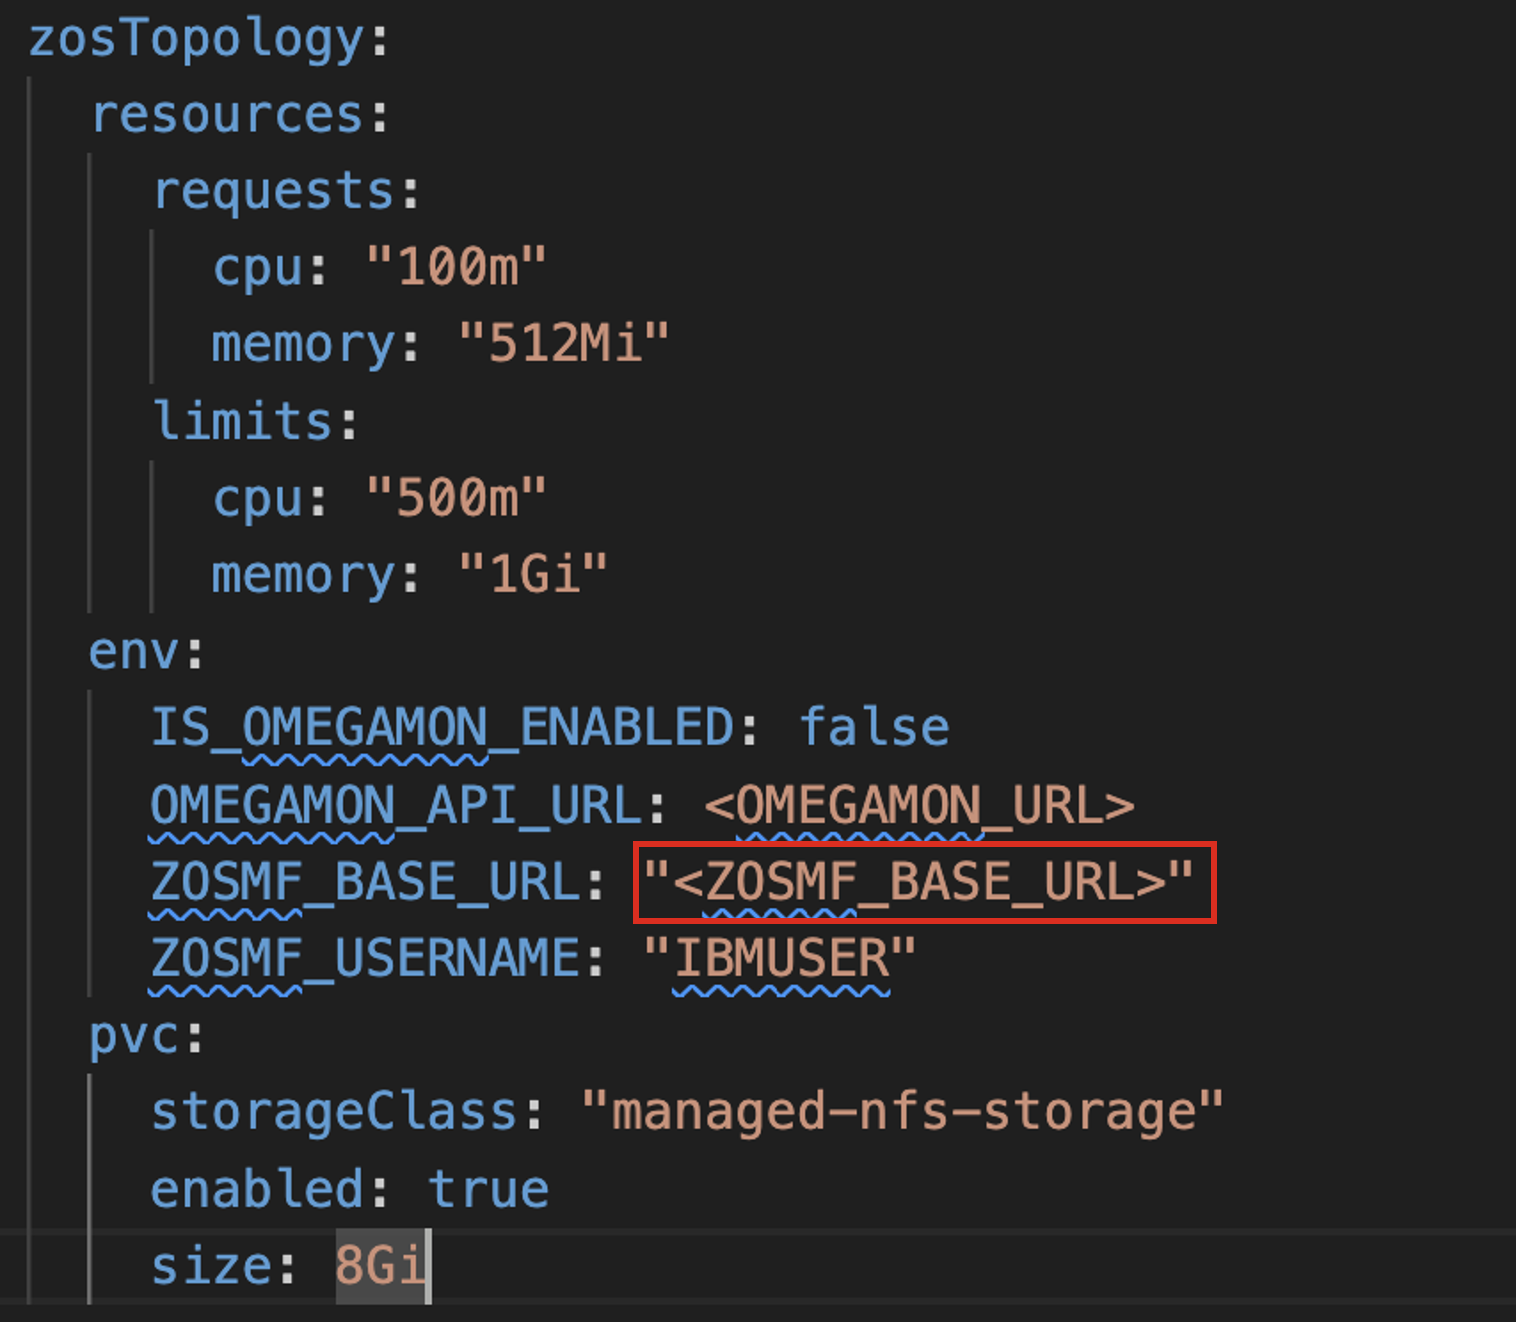 zosTopology:
resources:
requests:
cpu: "100m"
memory: "512Mi"
limits:
cpu: "500m"
memory: "1Gi"
env:
IS_OMEGAMON_ENABLED: false
OMEGAMON_API_URL: <OMEGAMON_URL>
ZOSMF_BASE_URL: "<ZOSMF_BASE_URL>"
ZOSMF_USERNAME: "IBMUSER"
pvc:
storageClass: "managed-nfs-storage"
enabled: true
size: 8Gi